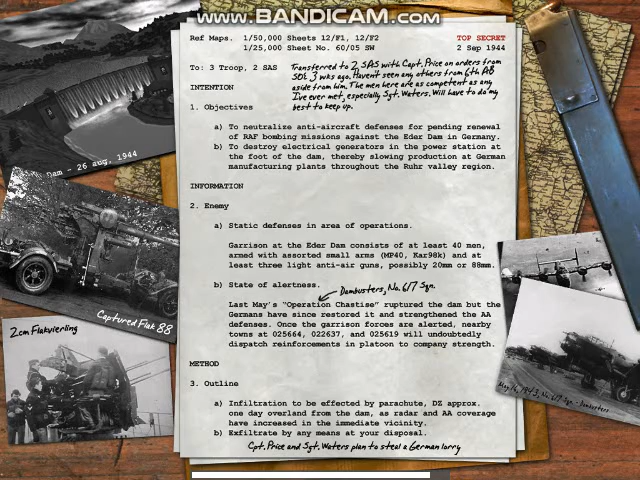 www.BANDICAM.com
Ref Maps. 1/50,000 Sheets 12/F1, 12/F2
TOP SECRET
1/25,000 Sheet No. 60/05 SW
2 Sep 1944
To: 3 Troop, 2 SAS
Transferred to 2 SAS with Capt. Price on orders from
SDE 3 wks ago. Haven't seen any others from 6th AB
aside from him. The men here are as competent as any
I've ever met, especially Sgt. Waters. Will have to do my
best to keep up.
INTENTION
1. Objectives
a) To neutralize anti-aircraft defenses for pending renewal
of RAF bombing missions against the Eder Dam in Germany.
b) To destroy electrical generators in the power station at
the foot of the dam, thereby slowing production at German
manufacturing plants throughout the Ruhr valley region.
INFORMATION
2. Enemy
a) Static defenses in area of operations.
Garrison at the Eder Dam consists of at least 40 men,
armed with assorted small arms (MP40, Kar98k) and at
least three light anti-air guns, possibly 20mm or 88mm.
b) State of alertness.
Dambusters, No. 617 Sqn.
Last May's "Operation Chastise" ruptured the dam but the
Germans have since restored it and strengthened the AA
defenses. Once the garrison forces are alerted, nearby
towns at 025664, 022637, and 025619 will undoubtedly
dispatch reinforcements in platoon to company strength.
METHOD
3. Outline
a) Infiltration to be effected by parachute, DZ approx.
one day overland from the dam, as radar and AA coverage
have increased in the immediate vicinity.
b) Exfiltrate by any means at your disposal.
Cpt. Price and Sgt. Waters plan to steal a German lorry
Dam - 26 aug, 1944
Captured Flak 88
2cm Flakvierling
May 16, 1943, No. 617 Sqn - Dambusters